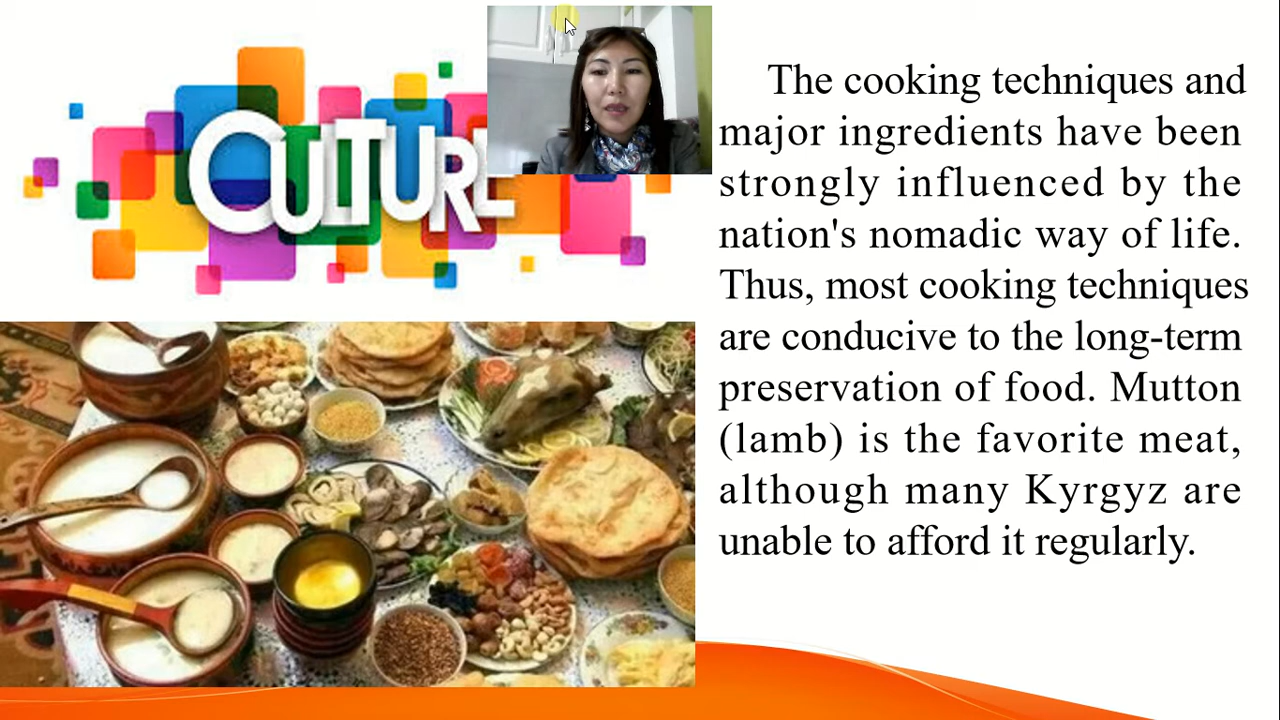 CULTURE
The cooking techniques and
major ingredients have been
strongly influenced by the
nation's nomadic way of life.
Thus, most cooking techniques
are conducive to the long-term
preservation of food. Mutton
(lamb) is the favorite meat,
although many Kyrgyz are
unable to afford it regularly.